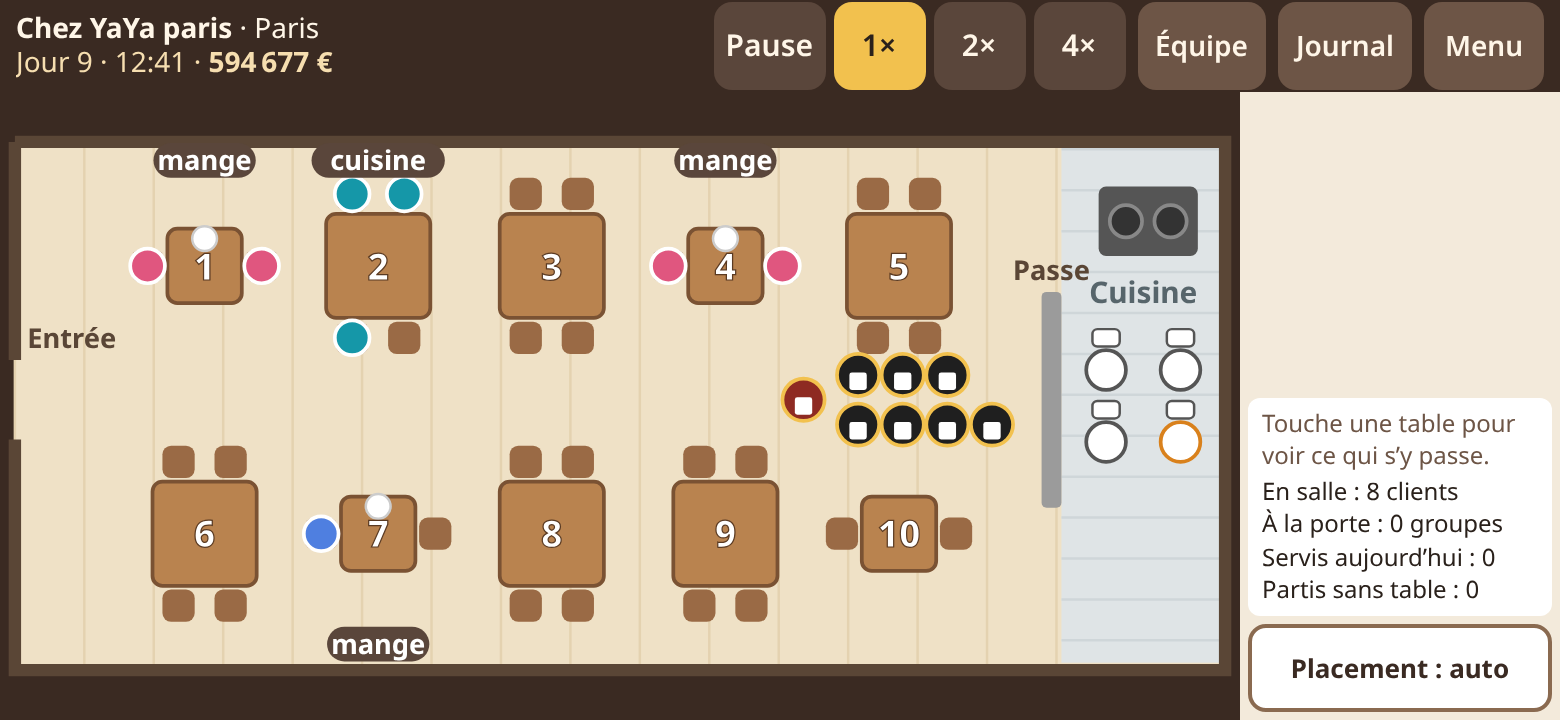 Chez YaYa paris · Paris
Jour 9 · 12:41 · 594 677 €
Pause
1×
2×
4×
Équipe
Journal
Menu
mange
cuisine
mange
1
2
3
4
5
Passe
Cuisine
Entrée
6
7
8
9
10
mange
Touche une table pour
voir ce qui s’y passe.
En salle : 8 clients
À la porte : 0 groupes
Servis aujourd’hui : 0
Partis sans table : 0
Placement : auto